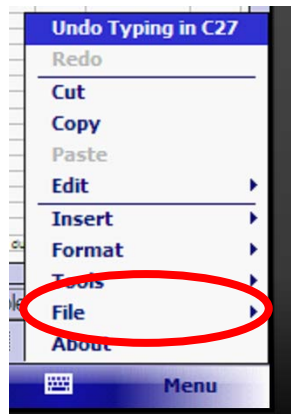 Undo Typing in C27
Redo
Cut
Copy
Paste
Edit
Insert
Format
Tools
File
About
Menu